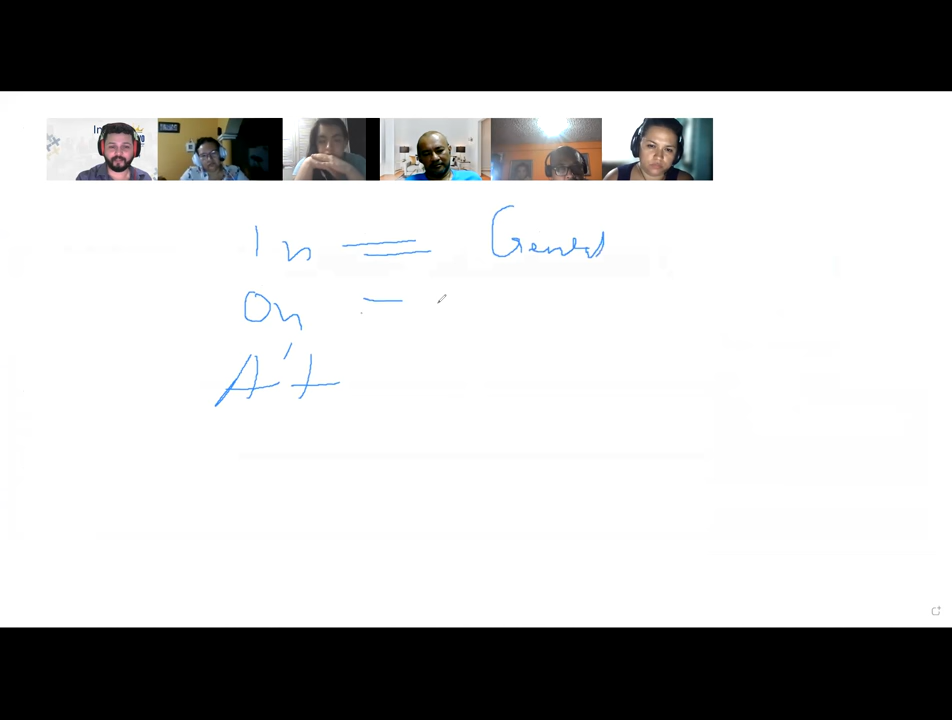 In = General
On =
At